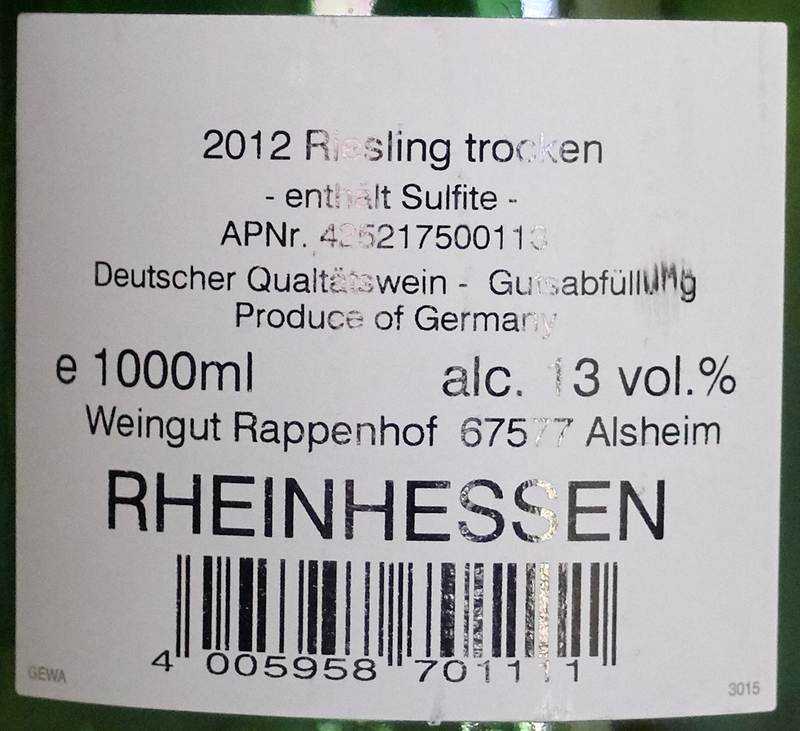 2012 Riesling trocken
- enthält Sulfite -
APNr. 425217500113
Deutscher Qualtätswein - Gutsabfüllung
Produce of Germany
e 1000ml alc. 13 vol.%
Weingut Rappenhof 67577 Alsheim
RHEINHESSEN
4 005958 701111
GEWA 3015